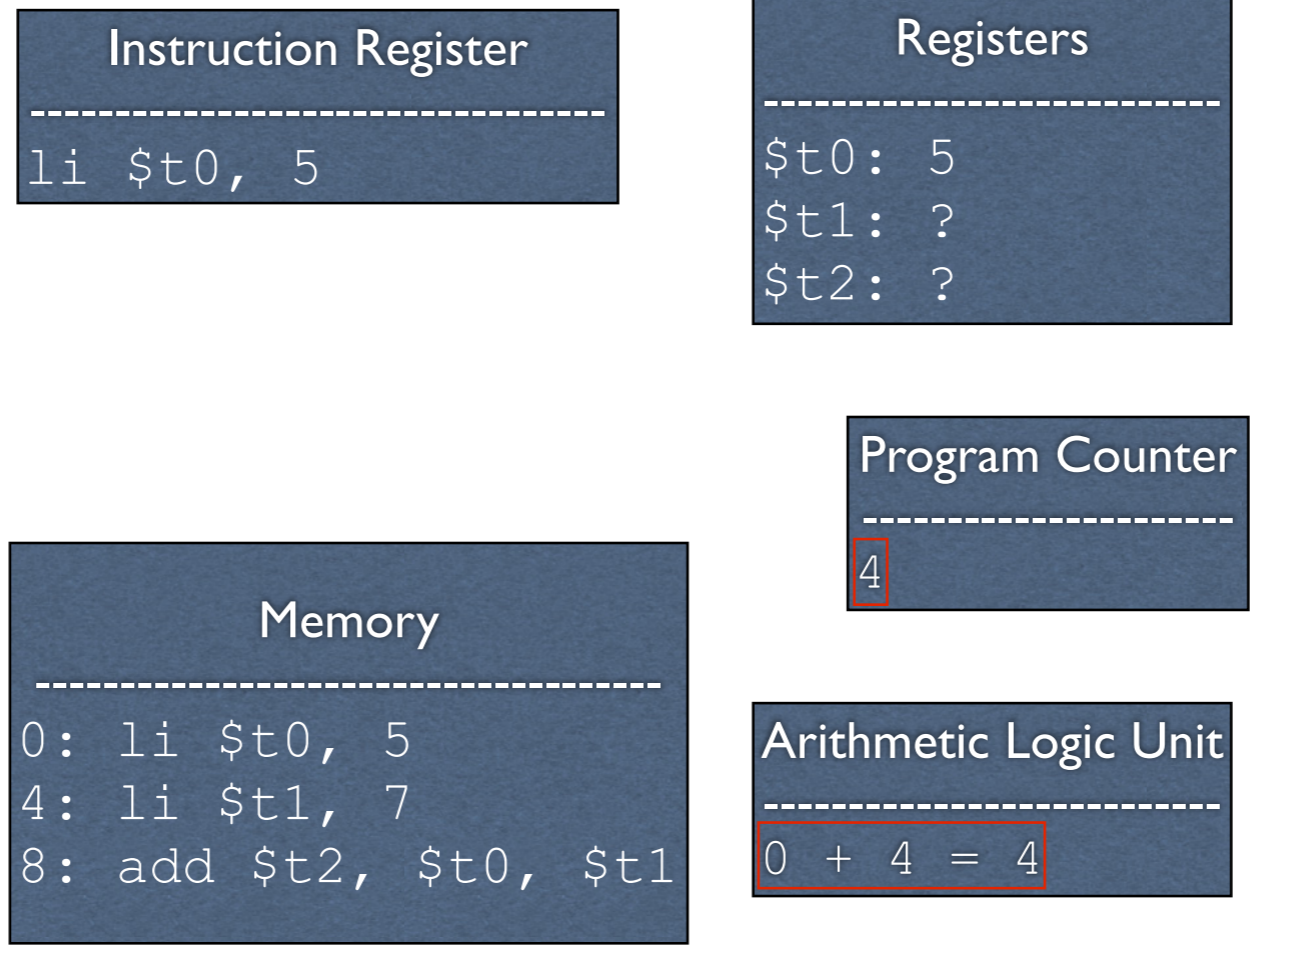 Instruction Register
----------------------------------
li $t0, 5
Registers
---------------------------
$t0: 5
$t1: ?
$t2: ?
Program Counter
----------------------
4
Memory
-------------------------------------
0: li $t0, 5
4: li $t1, 7
8: add $t2, $t0, $t1
Arithmetic Logic Unit
---------------------------
0 + 4 = 4